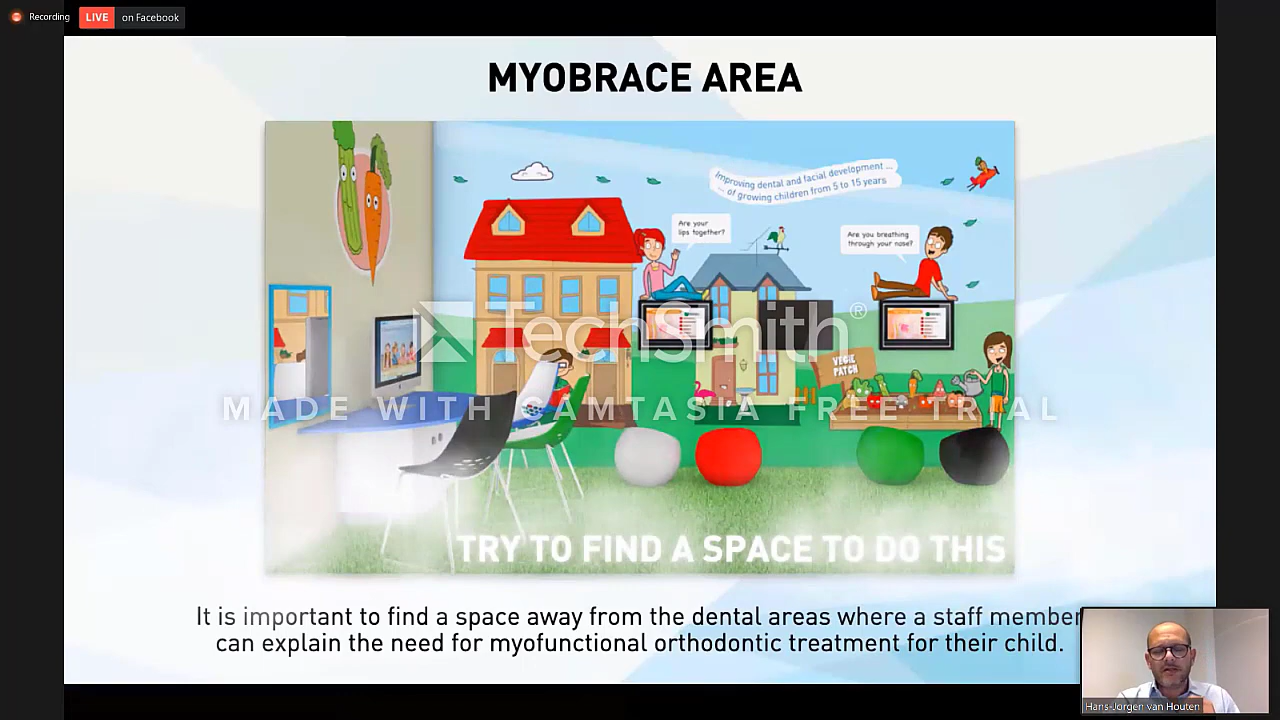 Recording
LIVE on Facebook
MYOBRACE AREA
Improving dental and facial development ...
... of growing children from 5 to 15 years
Are your
lips together?
Are you breathing
through your nose?
TechSmith®
VEGIE
PATCH
MADE WITH CAMTASIA FREE TRIAL
TRY TO FIND A SPACE TO DO THIS
It is important to find a space away from the dental areas where a staff member
can explain the need for myofunctional orthodontic treatment for their child.
Hans-Jorgen van Houten